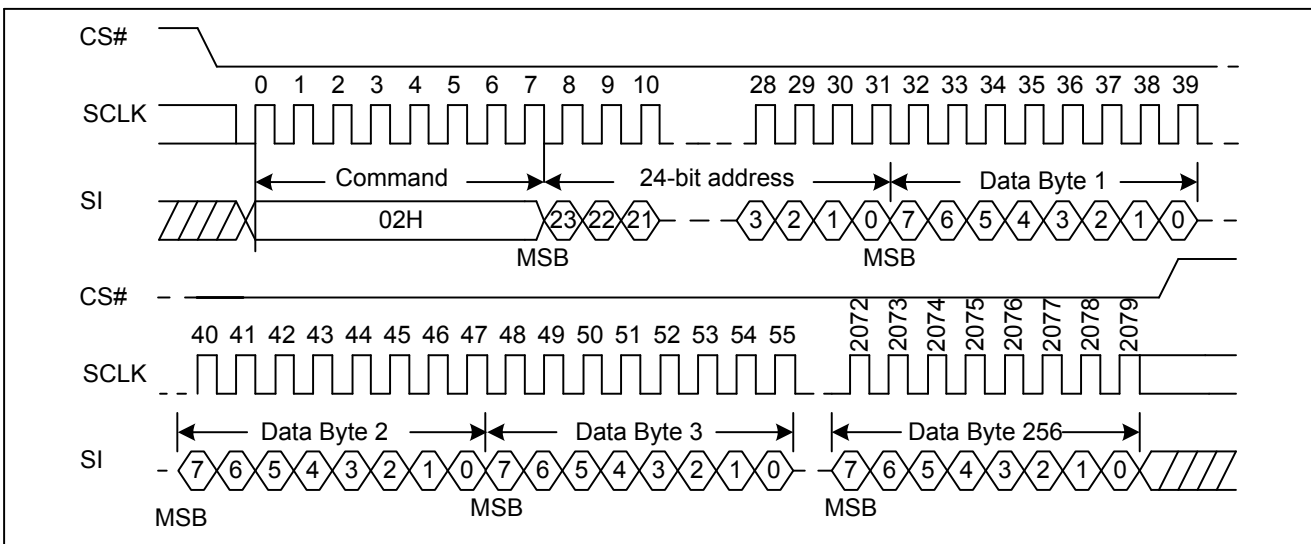 CS#
0 1 2 3 4 5 6 7 8 9 10 28 29 30 31 32 33 34 35 36 37 38 39
SCLK
Command 24-bit address Data Byte 1
SI
02H 23 22 21 3 2 1 0 7 6 5 4 3 2 1 0
MSB MSB
CS#
40 41 42 43 44 45 46 47 48 49 50 51 52 53 54 55 2072 2073 2074 2075 2076 2077 2078 2079
SCLK
Data Byte 2 Data Byte 3 Data Byte 256
SI
7 6 5 4 3 2 1 0 7 6 5 4 3 2 1 0 7 6 5 4 3 2 1 0
MSB MSB MSB